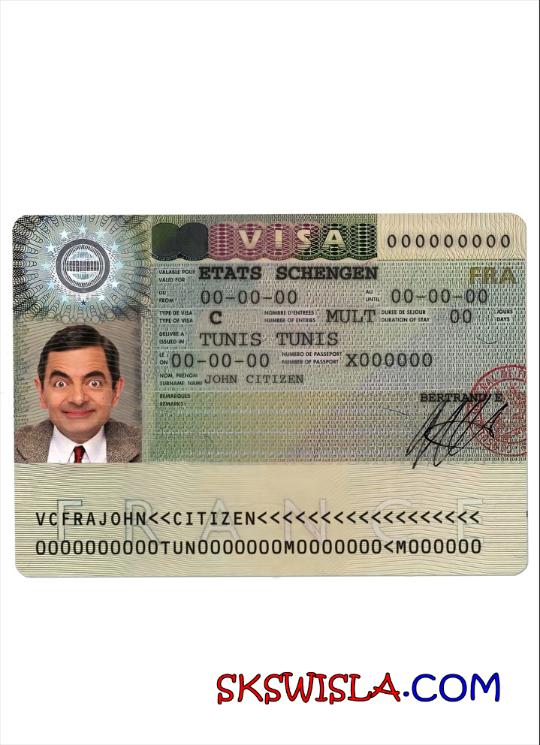 VISA 000000000
VALABLE POUR ETATS SCHENGEN FRA
VALID FOR
DU 00-00-00 AU 00-00-00
FROM UNTIL
TYPE DE VISA C NOMBRE D'ENTREES MULT DUREE DE SEJOUR 00 JOURS
TYPE OF VISA NUMBER OF ENTRIES DURATION OF STAY DAYS
DELIVRE A TUNIS TUNIS
ISSUED IN
LE 00-00-00 NUMERO DE PASSEPORT X000000
ON NUMBER OF PASSPORT
NOM, PRENOM JOHN CITIZEN
SURNAME NAME
REMARQUES BERTRAND E
REMARKS
FRANCE
VCFRAJOHN<<CITIZEN<<<<<<<<<<<<<<<<<<
0000000000TUN0000000M0000000<M000000
SKSWISLA.COM